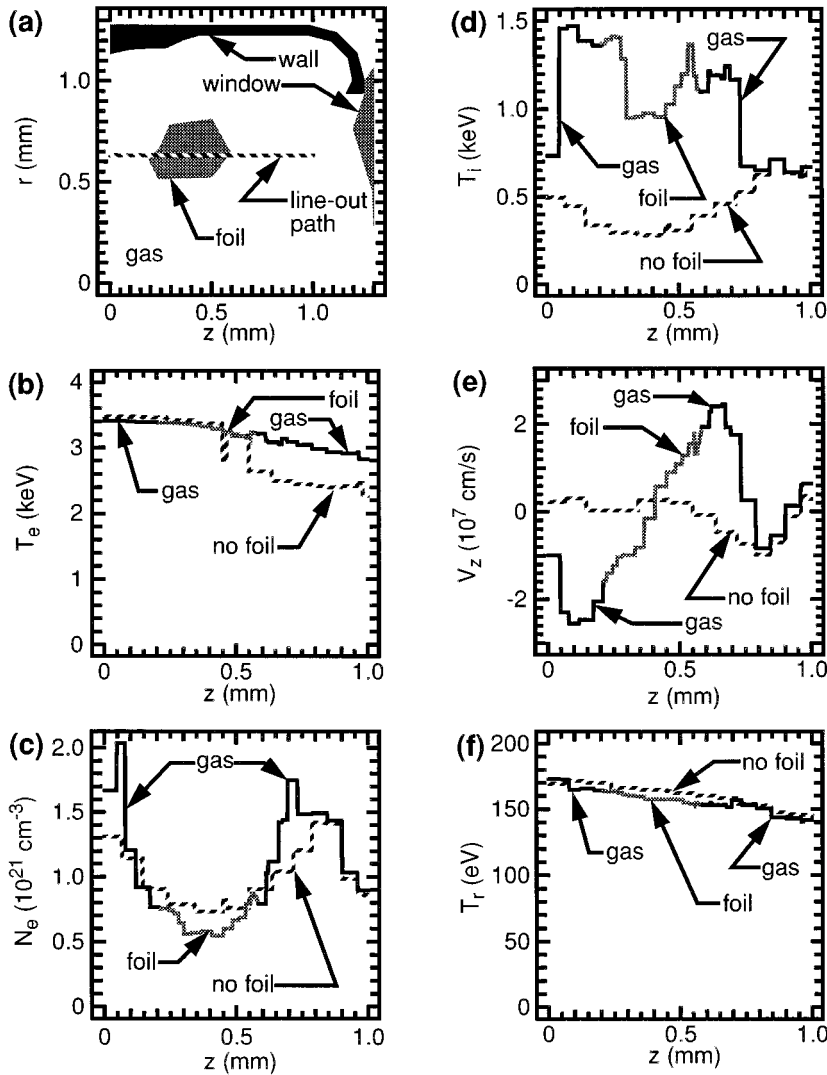 (a)
r (mm)
1.0
0.5
0
wall
window
foil
line-out
path
gas
0
0.5
1.0
z (mm)
(b)
T_e (keV)
4
3
2
1
0
foil
gas
gas
no foil
0
0.5
1.0
z (mm)
(c)
N_e (10^21 cm^-3)
2.0
1.5
1.0
0.5
0
gas
foil
no foil
0
0.5
1.0
z (mm)
(d)
T_i (keV)
1.5
1.0
0.5
0
gas
gas
foil
no foil
0
0.5
1.0
z (mm)
(e)
V_z (10^7 cm/s)
2
0
-2
gas
foil
no foil
gas
0
0.5
1.0
z (mm)
(f)
T_r (eV)
200
150
100
50
0
no foil
gas
gas
foil
0
0.5
1.0
z (mm)